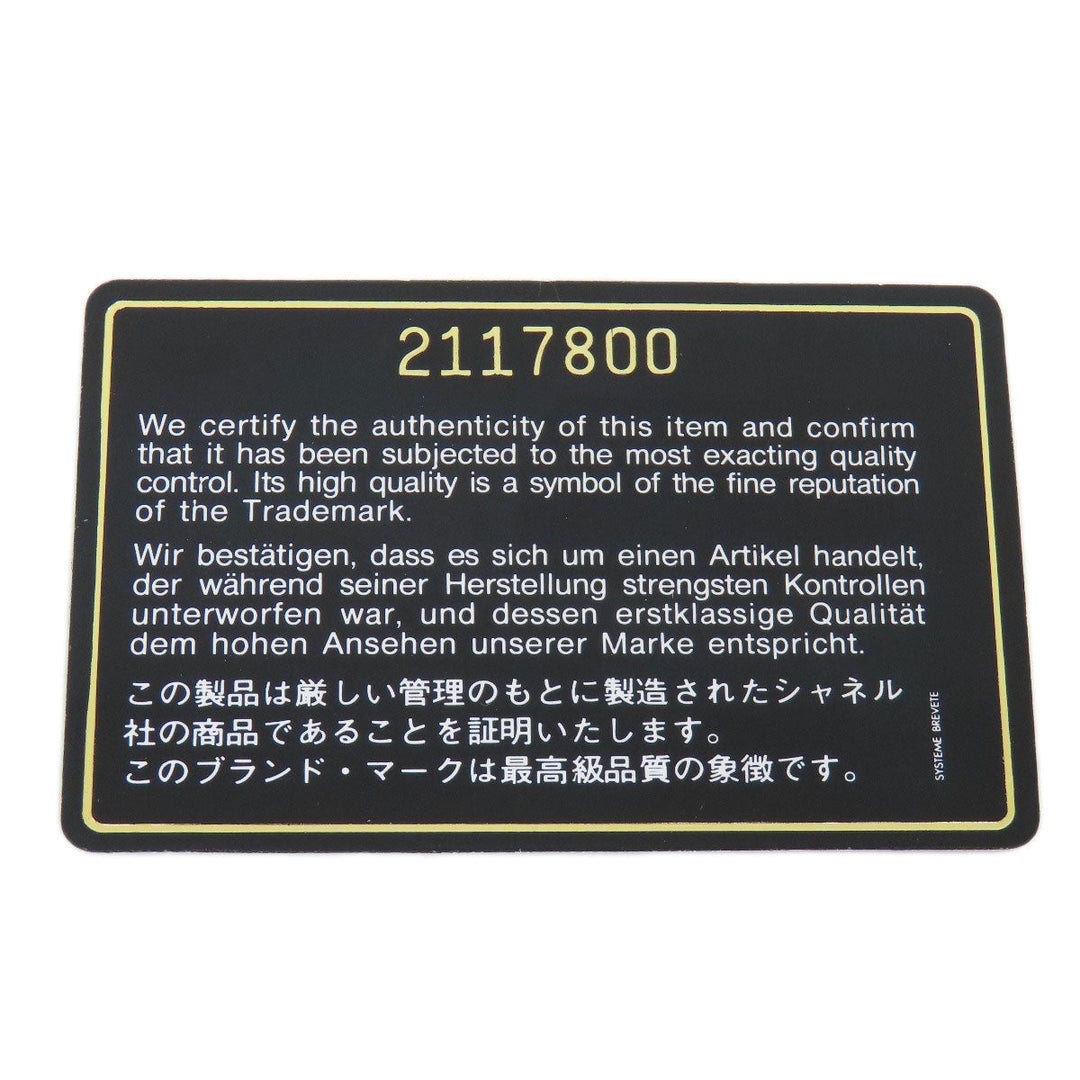 2117800
We certify the authenticity of this item and confirm
that it has been subjected to the most exacting quality
control. Its high quality is a symbol of the fine reputation
of the Trademark.
Wir bestätigen, dass es sich um einen Artikel handelt,
der während seiner Herstellung strengsten Kontrollen
unterworfen war, und dessen erstklassige Qualität
dem hohen Ansehen unserer Marke entspricht.
この製品は厳しい管理のもとに製造されたシャネル
社の商品であることを証明いたします。
このブランド・マークは最高級品質の象徴です。
SYSTEME BREVETE